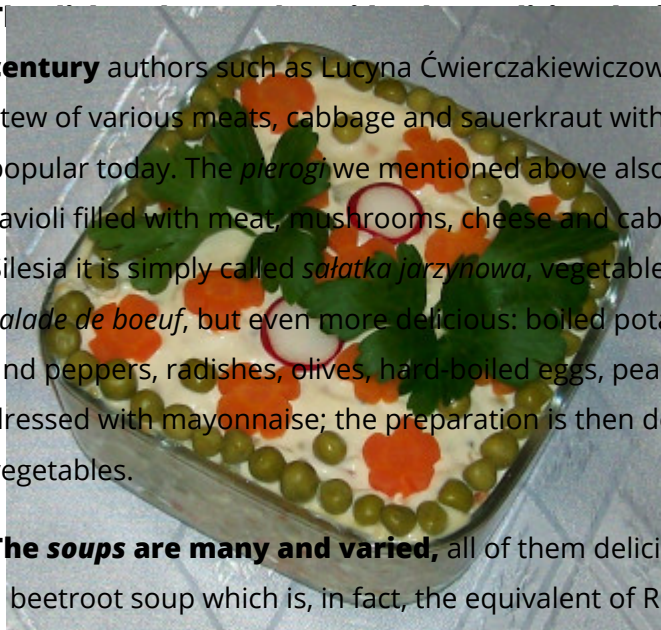 century authors such as Lucyna Ćwierczakiewiczow
tew of various meats, cabbage and sauerkraut with
popular today. The pierogi we mentioned above also
avioli filled with meat, mushrooms, cheese and cab
Silesia it is simply called sałatka jarzynowa, vegetable
alade de boeuf, but even more delicious: boiled pota
nd peppers, radishes, olives, hard-boiled eggs, pea
dressed with mayonnaise; the preparation is then de
vegetables.
The soups are many and varied, all of them delici
beetroot soup which is, in fact, the equivalent of R